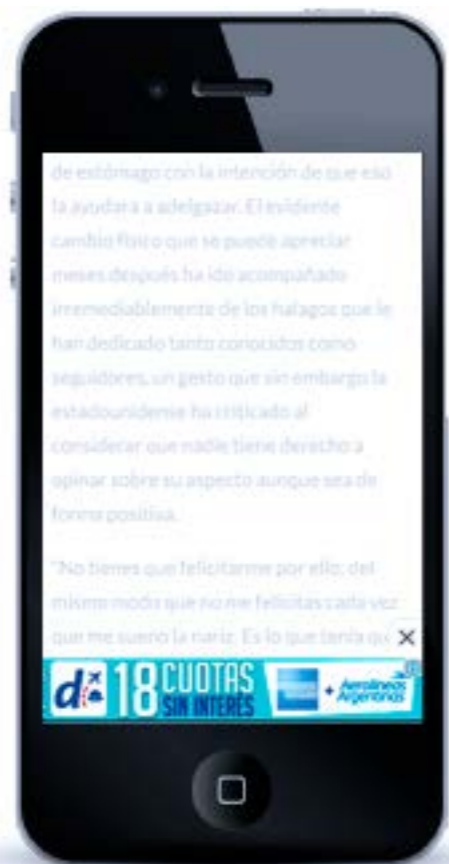 de estómago con la intención de que eso
la ayudara a adelgazar. El evidente
cambio físico que se puede apreciar
meses después ha ido acompañado
irremediablemente de los halagos que le
han dedicado tanto conocidos como
seguidores, un gesto que sin embargo la
estadounidense ha criticado al
considerar que nadie tiene derecho a
opinar sobre su aspecto aunque sea de
forma positiva.
"No tienes que felicitarme por ello, del
mismo modo que no me felicitas cada vez
que me sueno la nariz. Es lo que tenía qu
d
18 CUOTAS
SIN INTERÉS
+ Aerolíneas
Argentinas